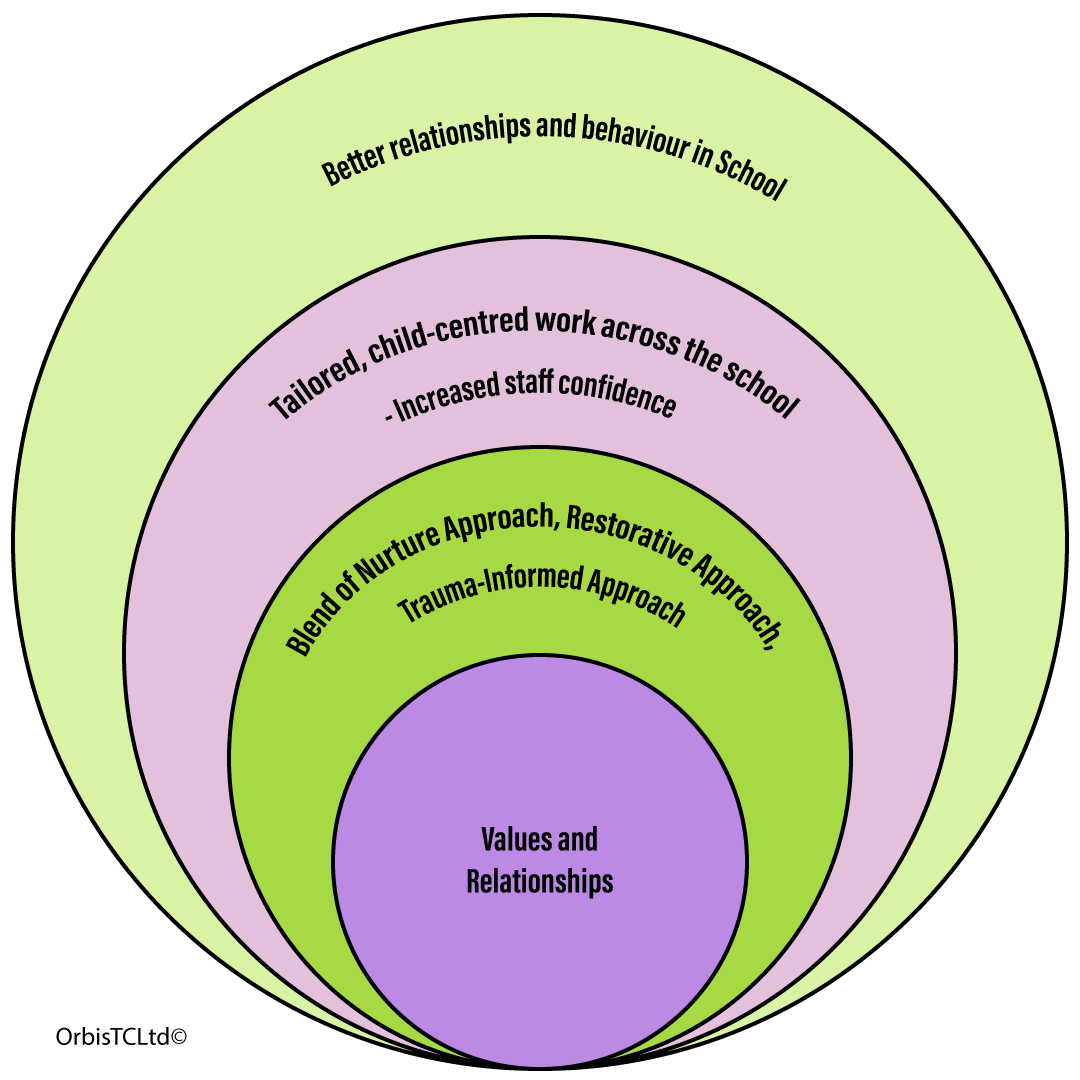 Better relationships and behaviour in School
Tailored, child-centred work across the school
- Increased staff confidence
Blend of Nurture Approach, Restorative Approach,
Trauma-Informed Approach
Values and
Relationships
OrbisTCLtd©